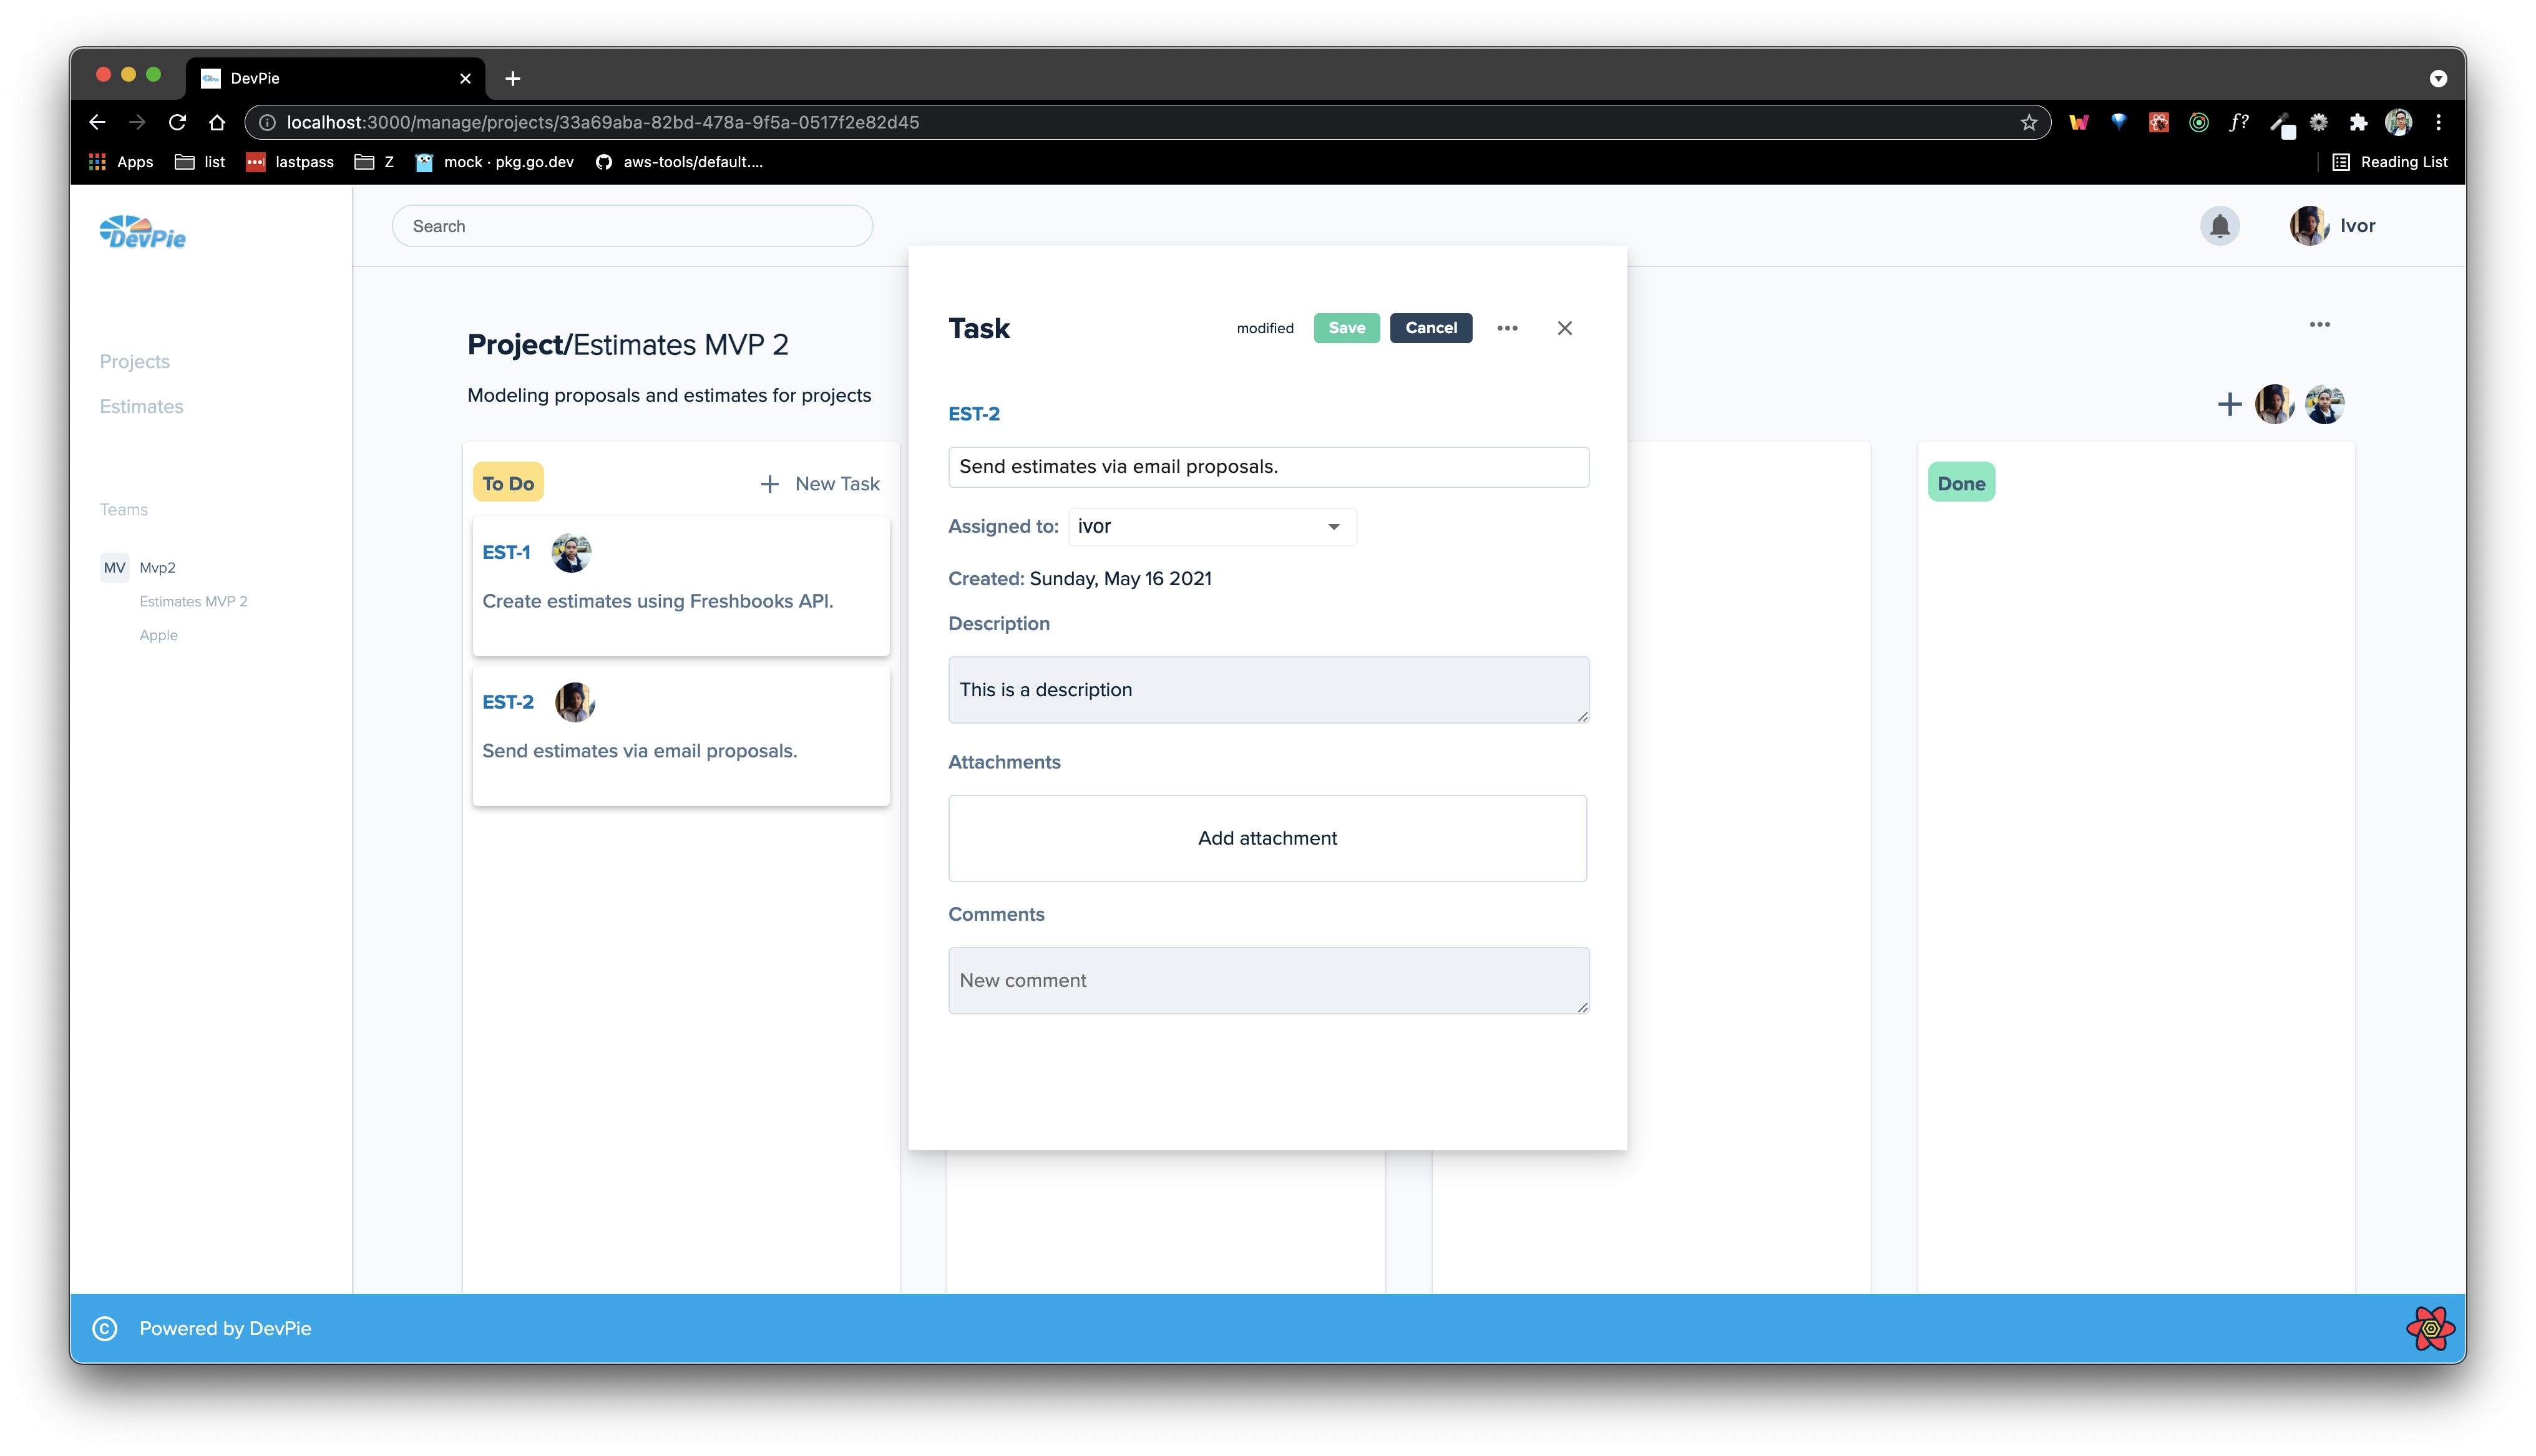 DevPie
localhost:3000/manage/projects/33a69aba-82bd-478a-9f5a-0517f2e82d45
f?
Apps list lastpass Z mock · pkg.go.dev aws-tools/default.... Reading List
DevPie
Search
Ivor
Projects
Estimates
Teams
MV Mvp2
Estimates MVP 2
Apple
Project/Estimates MVP 2
Modeling proposals and estimates for projects
To Do + New Task
EST-1
Create estimates using Freshbooks API.
EST-2
Send estimates via email proposals.
Task modified Save Cancel
EST-2
Send estimates via email proposals.
Assigned to: ivor
Created: Sunday, May 16 2021
Description
This is a description
Attachments
Add attachment
Comments
New comment
Done
© Powered by DevPie